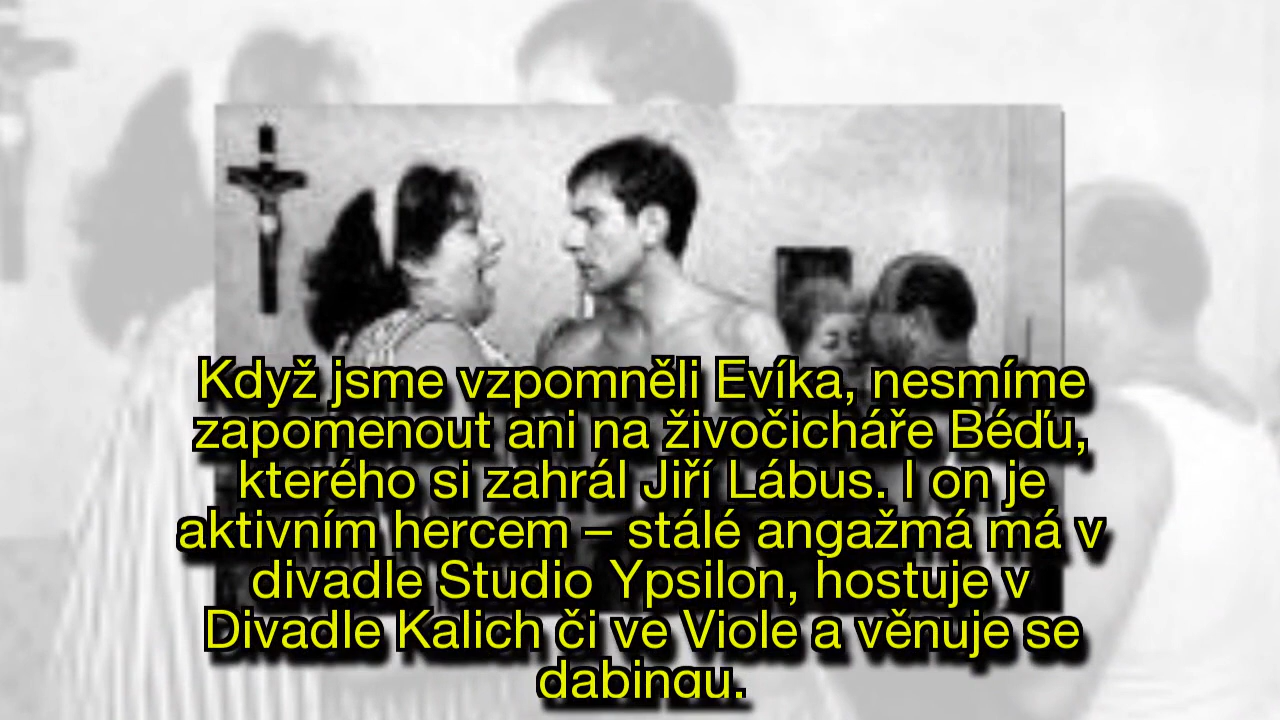 Když jsme vzpomněli Evíka, nesmíme
zapomenout ani na živočicháře Béďu,
kterého si zahrál Jiří Lábus. I on je
aktivním hercem – stálé angažmá má v
divadle Studio Ypsilon, hostuje v
Divadle Kalich či ve Viole a věnuje se
dabingu.